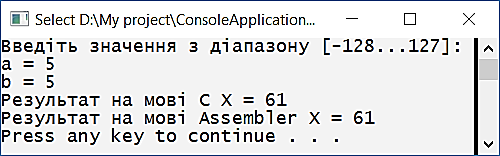 Select D:\My project\ConsoleApplication...
Введіть значення з діапазону [-128...127]:
a = 5
b = 5
Результат на мові C X = 61
Результат на мові Assembler X = 61
Press any key to continue . . .